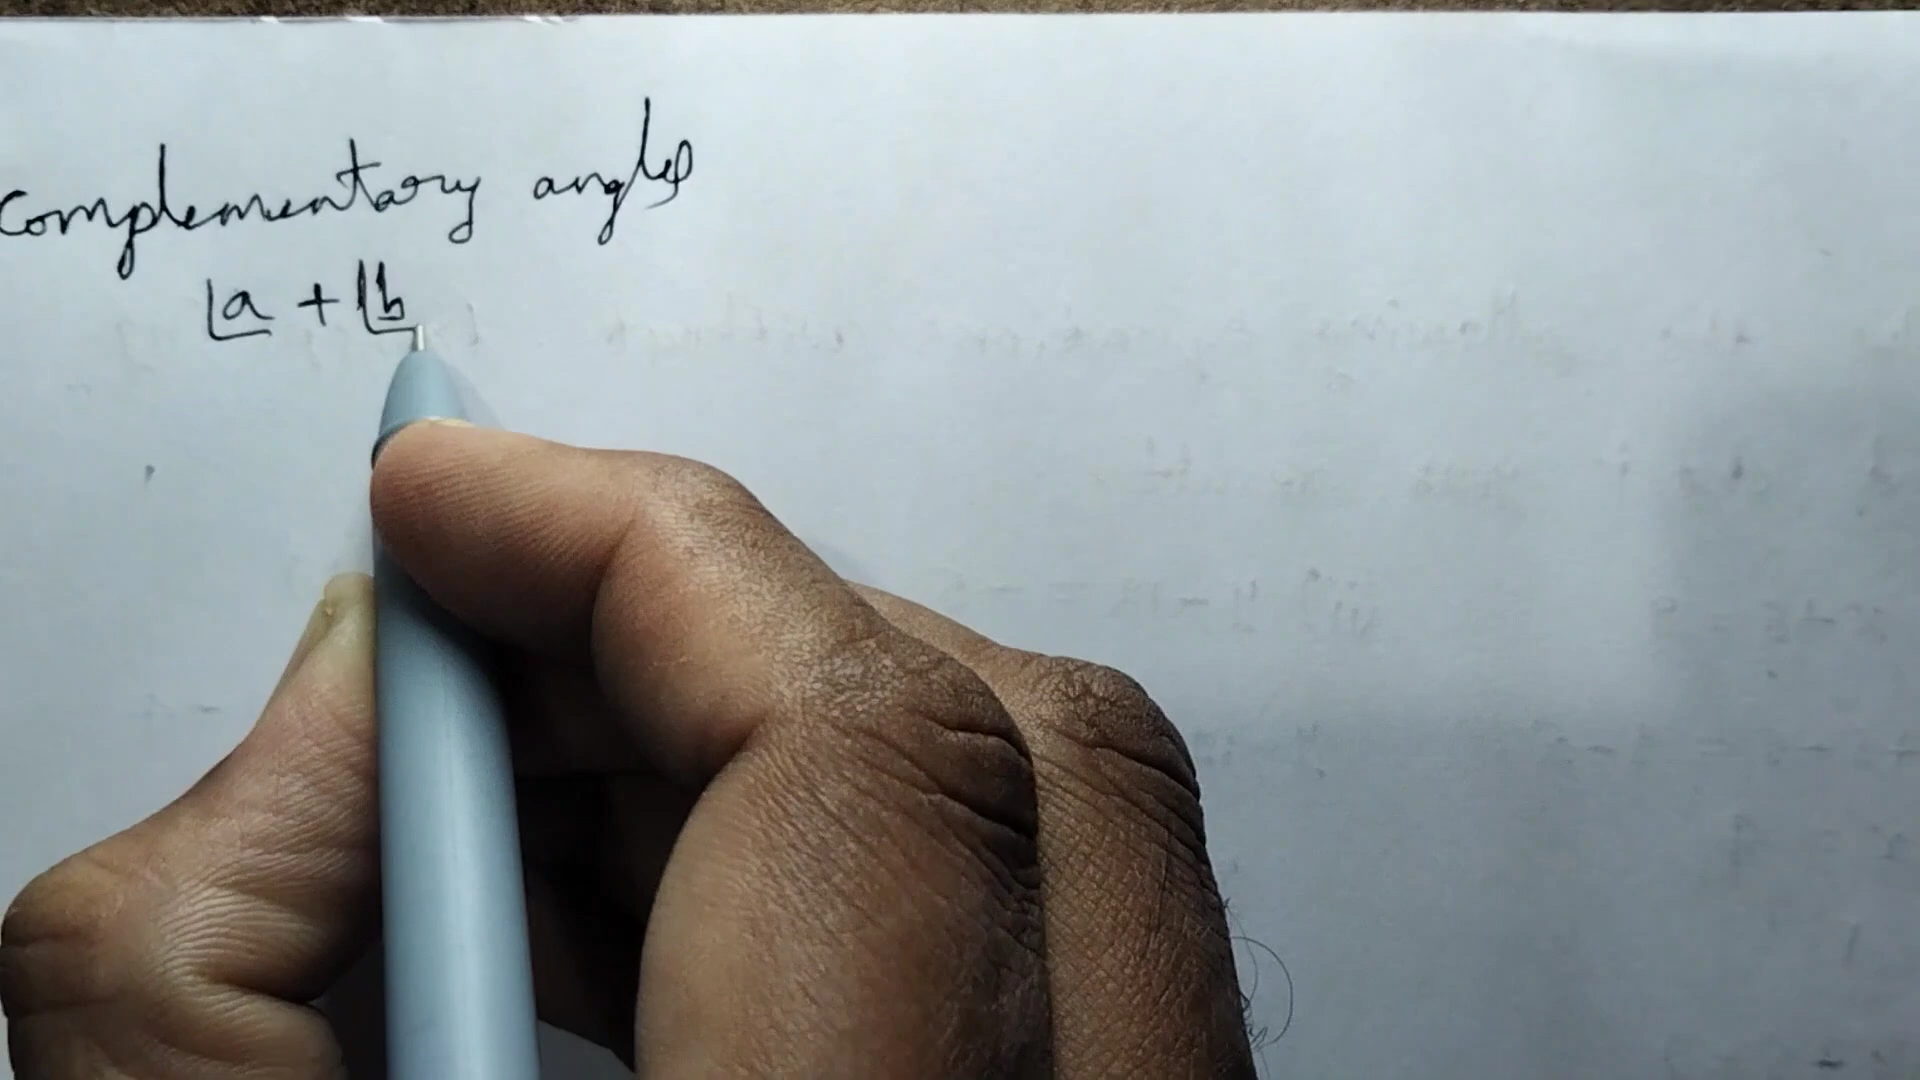 Complementary angles
∠a + ∠b